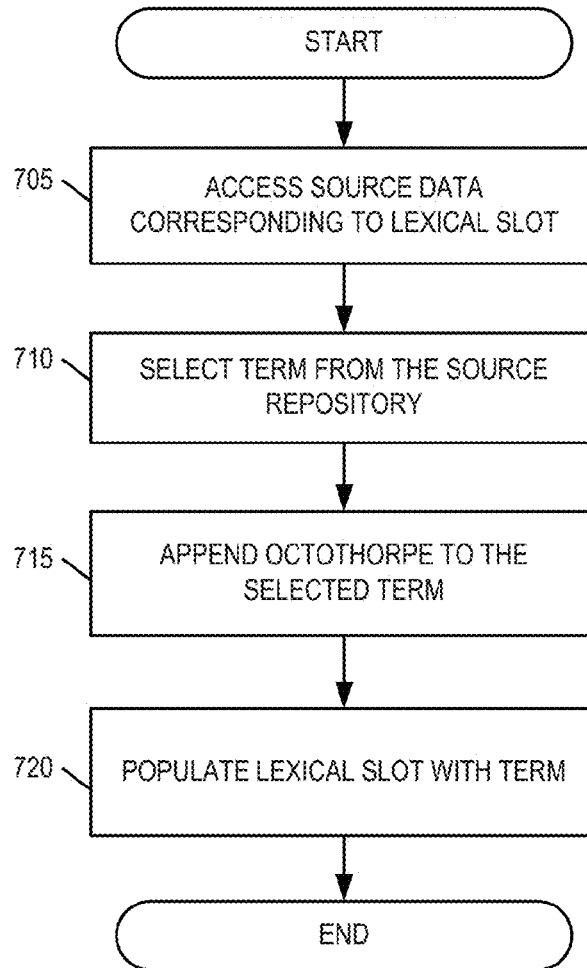 START
705
ACCESS SOURCE DATA
CORRESPONDING TO LEXICAL SLOT
710
SELECT TERM FROM THE SOURCE
REPOSITORY
715
APPEND OCTOTHORPE TO THE
SELECTED TERM
720
POPULATE LEXICAL SLOT WITH TERM
END